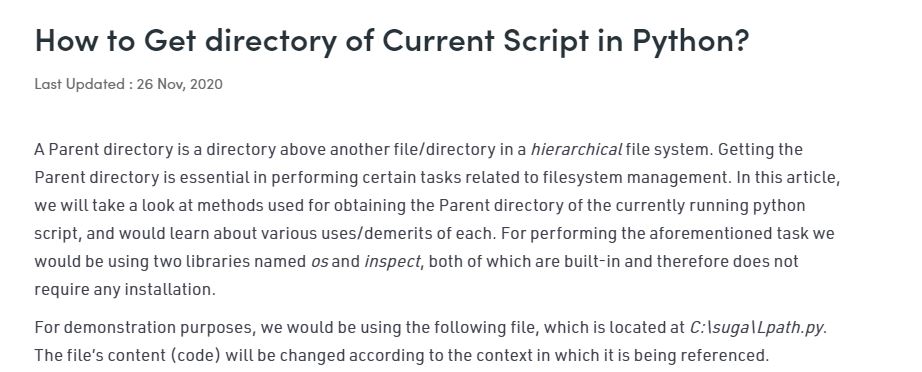 How to Get directory of Current Script in Python?
Last Updated : 26 Nov, 2020
A Parent directory is a directory above another file/directory in a hierarchical file system. Getting the
Parent directory is essential in performing certain tasks related to filesystem management. In this article,
we will take a look at methods used for obtaining the Parent directory of the currently running python
script, and would learn about various uses/demerits of each. For performing the aforementioned task we
would be using two libraries named os and inspect, both of which are built-in and therefore does not
require any installation.
For demonstration purposes, we would be using the following file, which is located at C:\suga\Lpath.py.
The file's content (code) will be changed according to the context in which it is being referenced.